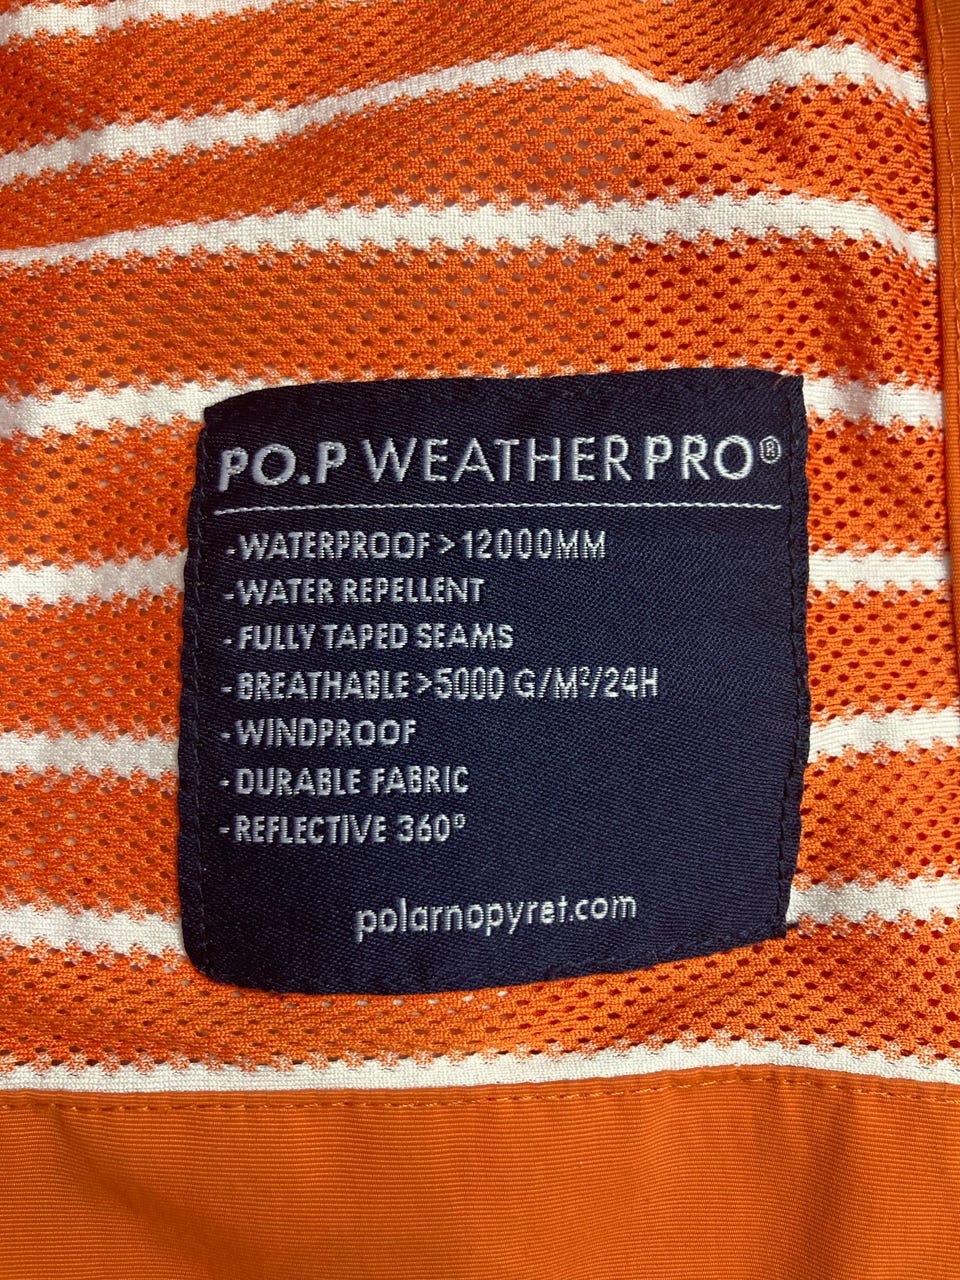 PO.P WEATHERPRO®
-WATERPROOF >12000MM
-WATER REPELLENT
-FULLY TAPED SEAMS
-BREATHABLE >5000 G/M²/24H
-WINDPROOF
-DURABLE FABRIC
-REFLECTIVE 360º
polarnopyret.com